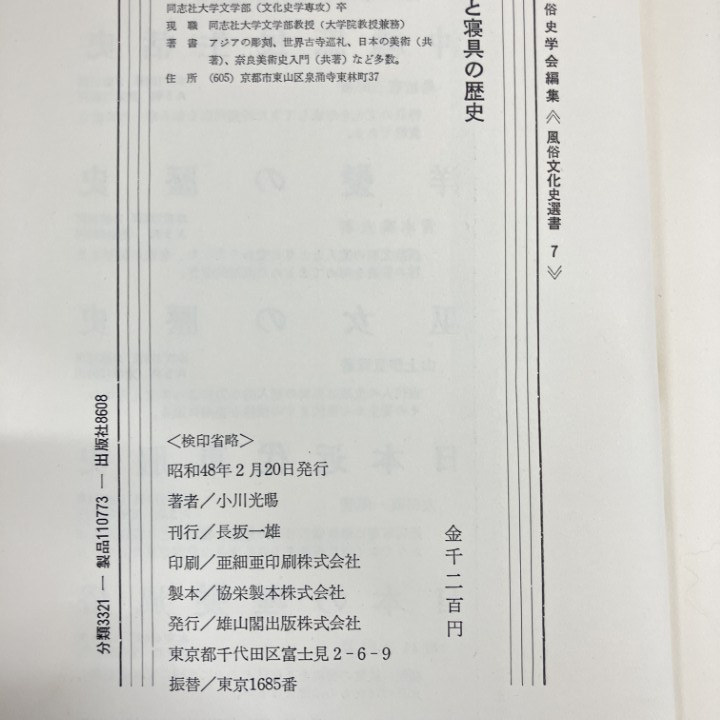 俗史学会編集《風俗文化史選書 7》
と寝具の歴史
同志社大学文学部（文化史学専攻）卒
現 職 同志社大学文学部教授（大学院教授兼務）
著 書 アジアの彫刻、世界古寺巡礼、日本の美術（共
著）、奈良美術史入門（共著）など多数。
住 所 （605）京都市東山区泉涌寺東林町37
金千二百円
＜検印省略＞
昭和48年2月20日発行
著者／小川光暘
刊行／長坂一雄
印刷／亜細亜印刷株式会社
製本／協栄製本株式会社
発行／雄山閣出版株式会社
東京都千代田区富士見2-6-9
振替／東京1685番
分類3321 ― 製品110773 ― 出版社8608
洋髪の歴史
巫女の歴史